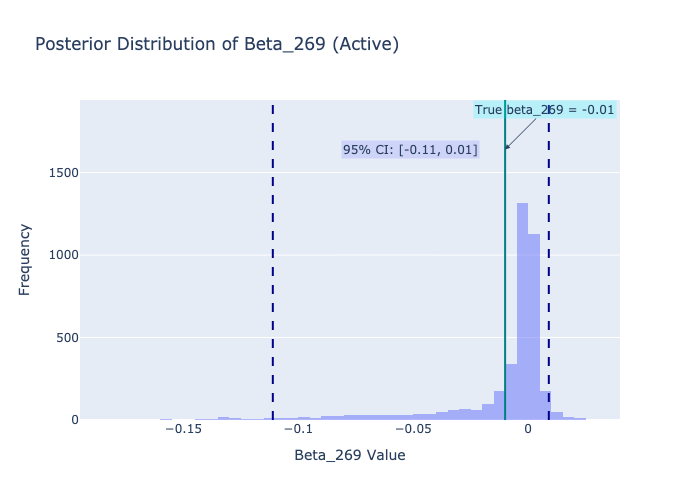 Posterior Distribution of Beta_269 (Active)
True beta_269 = -0.01
95% CI: [-0.11, 0.01]
1500
1000
500
0
Frequency
−0.15
−0.1
−0.05
0
Beta_269 Value